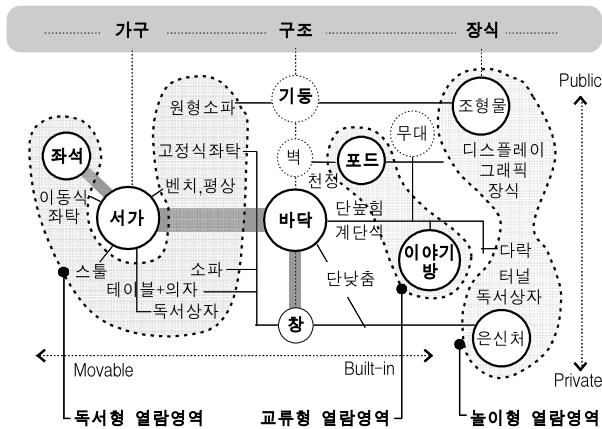 가구
구조
장식
Public
원형소파
기둥
조형물
무대
좌석
고정식좌탁
벽
포드
디스플레이
그래픽
장식
천정
벤치,평상
이동식
좌탁
서가
바닥
단높힘
계단식
이야기
방
다락
터널
독서상자
스툴
소파
단낮춤
테이블+의자
독서상자
창
은신처
Movable
Built-in
Private
독서형 열람영역
교류형 열람영역
놀이형 열람영역